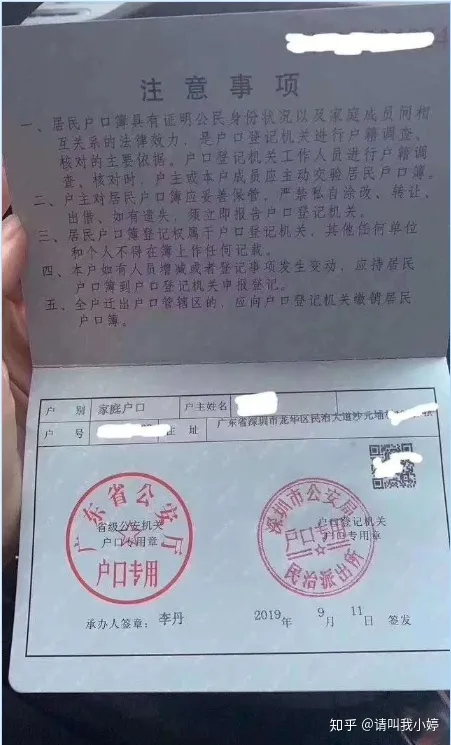 注意事项
一、居民户口簿具有证明公民身份状况以及家庭成员间相
互关系的法律效力，是户口登记机关进行户籍调查、
核对的主要依据。户口登记机关工作人员进行户籍调
查、核对时，户主或本户成员应主动交验居民户口簿。
二、户主对居民户口簿应妥善保管，严禁私自涂改、转让、
出借。如有遗失，须立即报告户口登记机关。
三、居民户口簿登记权属于户口登记机关，其他任何单位
和个人不得在簿上作任何记载。
四、本户如有人员增减或者登记事项发生变动，应持居民
户口簿到户口登记机关申报登记。
五、全户迁出户口管辖区的，应向户口登记机关缴销居民
户口簿。
户 别 家庭户口 户主姓名
户 号 住 址 广东省深圳市龙华区民治大道沙元埔
广东省公安厅
省级公安机关
户口专用章
户口专用
深圳市公安局
户口登记机关
户口专用章
户口专用
民治派出所
承办人签章：李丹 2019年 9月 11日 签发
知乎 @请叫我小婷